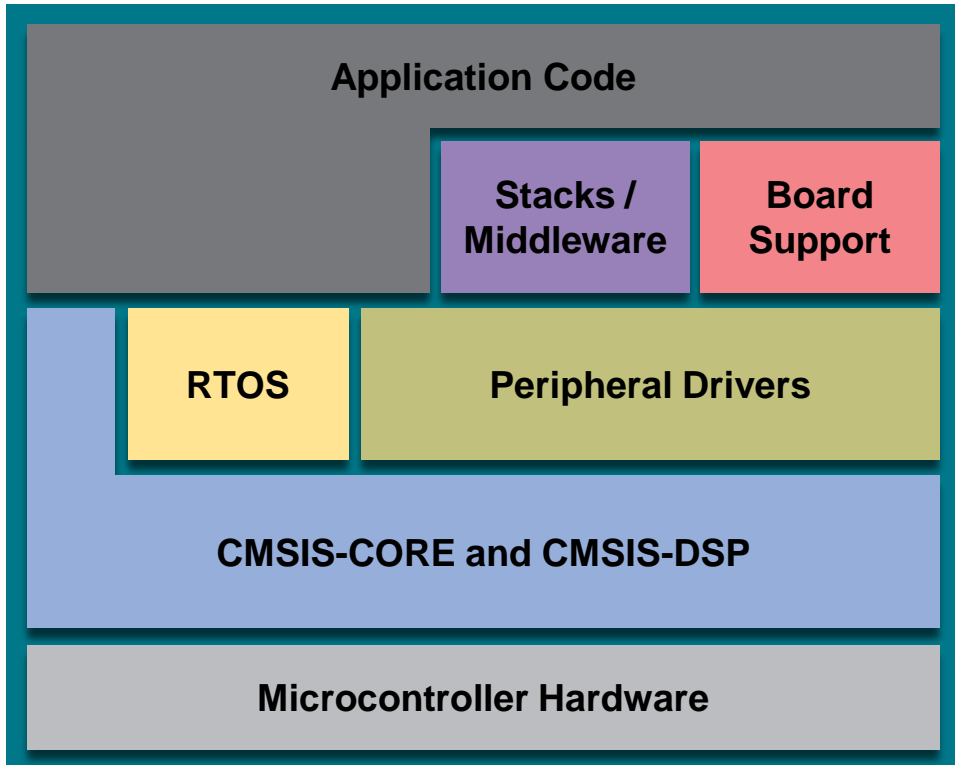 Application Code
Stacks /
Middleware
Board
Support
RTOS
Peripheral Drivers
CMSIS-CORE and CMSIS-DSP
Microcontroller Hardware